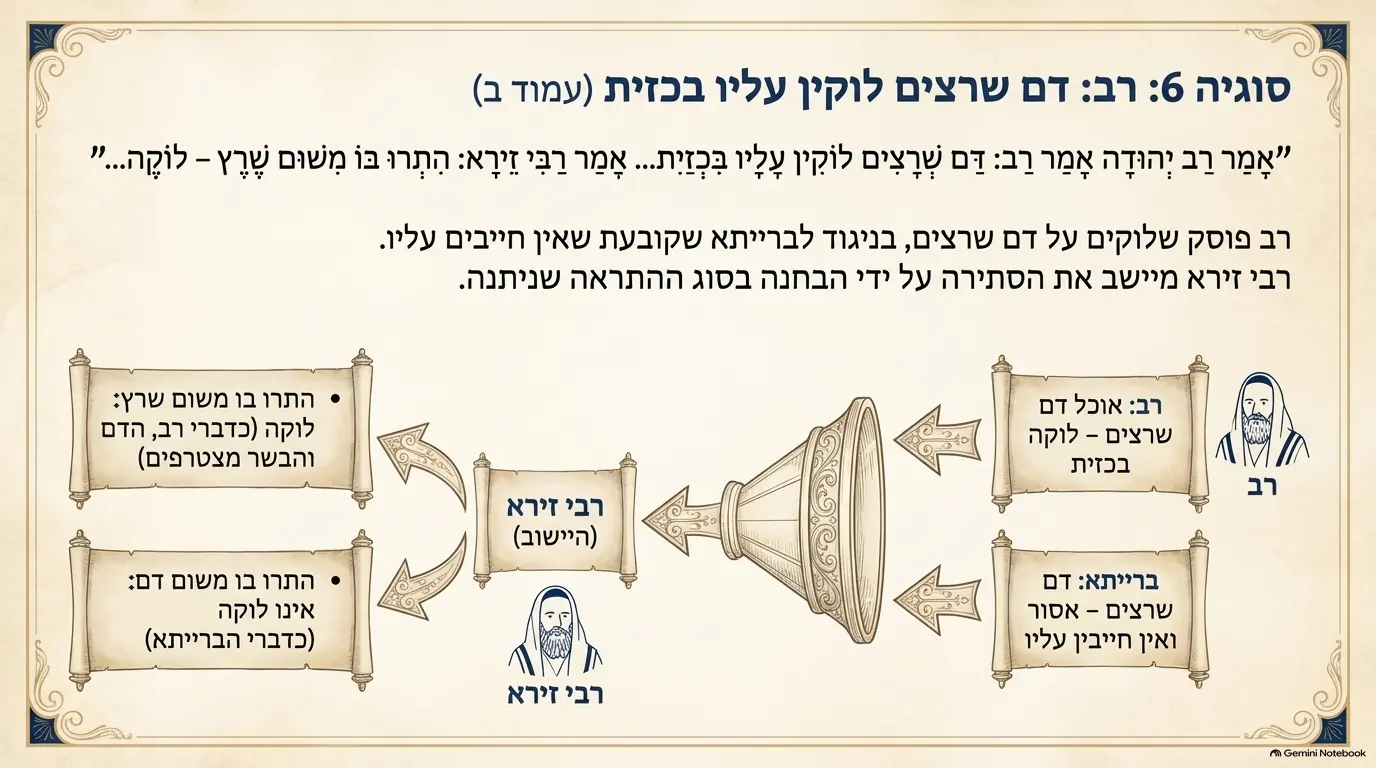 סוגיה 6: רב: דם שרצים לוקין עליו בכזית (עמוד ב)
"אָמַר רַב יְהוּדָה אָמַר רַב: דַּם שְׁרָצִים לוֹקִין עָלָיו בִּכְזַיִת... אָמַר רַבִּי זֵירָא: הִתְרוּ בּוֹ מִשּׁוּם שֶׁרֶץ – לוֹקֶה..."
רב פוסק שלוקים על דם שרצים, בניגוד לברייתא שקובעת שאין חייבים עליו.
רבי זירא מיישב את הסתירה על ידי הבחנה בסוג ההתראה שניתנה.
רב: אוכל דם
שרצים – לוקה
בכזית
רב
ברייתא: דם
שרצים – אסור
ואין חייבין עליו
רבי זירא
(היישוב)
רבי זירא
• התרו בו משום שרץ:
לוקה (כדברי רב, הדם
והבשר מצטרפים)
• התרו בו משום דם:
אינו לוקה
(כדברי הברייתא)
Gemini Notebook